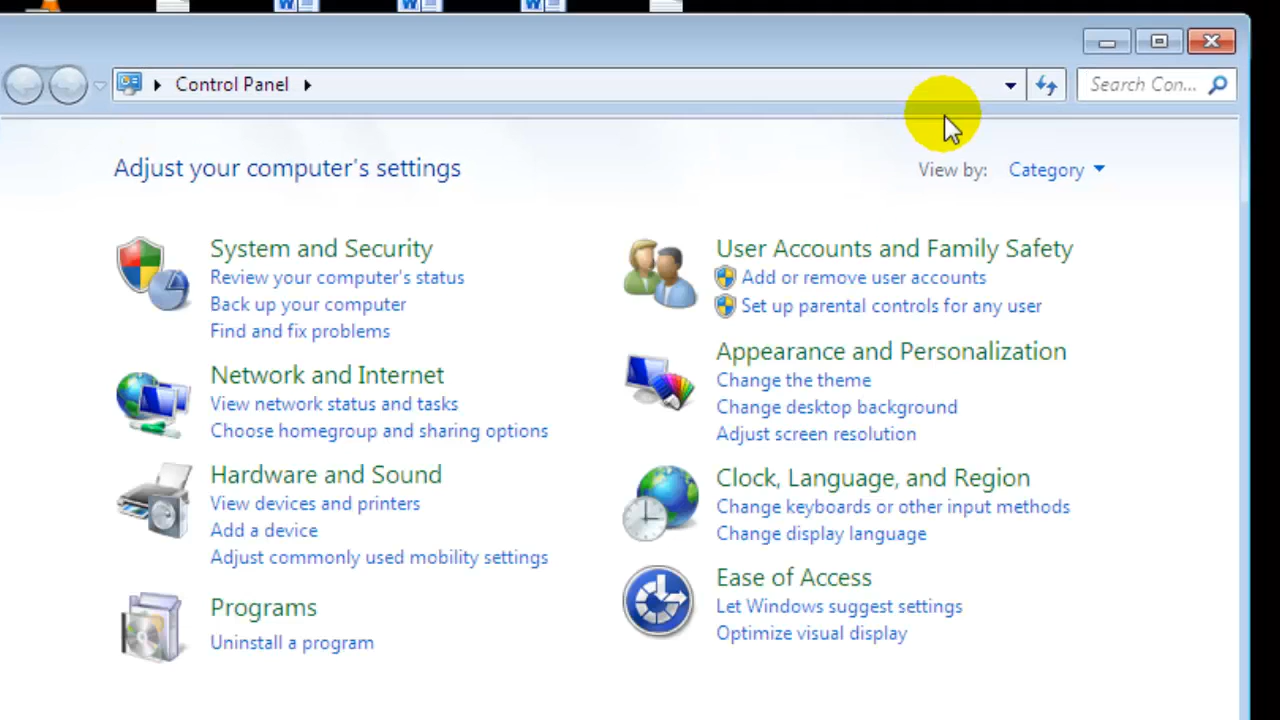 Control Panel
Search Con...
Adjust your computer's settings
View by: Category
System and Security
Review your computer's status
Back up your computer
Find and fix problems
Network and Internet
View network status and tasks
Choose homegroup and sharing options
Hardware and Sound
View devices and printers
Add a device
Adjust commonly used mobility settings
Programs
Uninstall a program
User Accounts and Family Safety
Add or remove user accounts
Set up parental controls for any user
Appearance and Personalization
Change the theme
Change desktop background
Adjust screen resolution
Clock, Language, and Region
Change keyboards or other input methods
Change display language
Ease of Access
Let Windows suggest settings
Optimize visual display